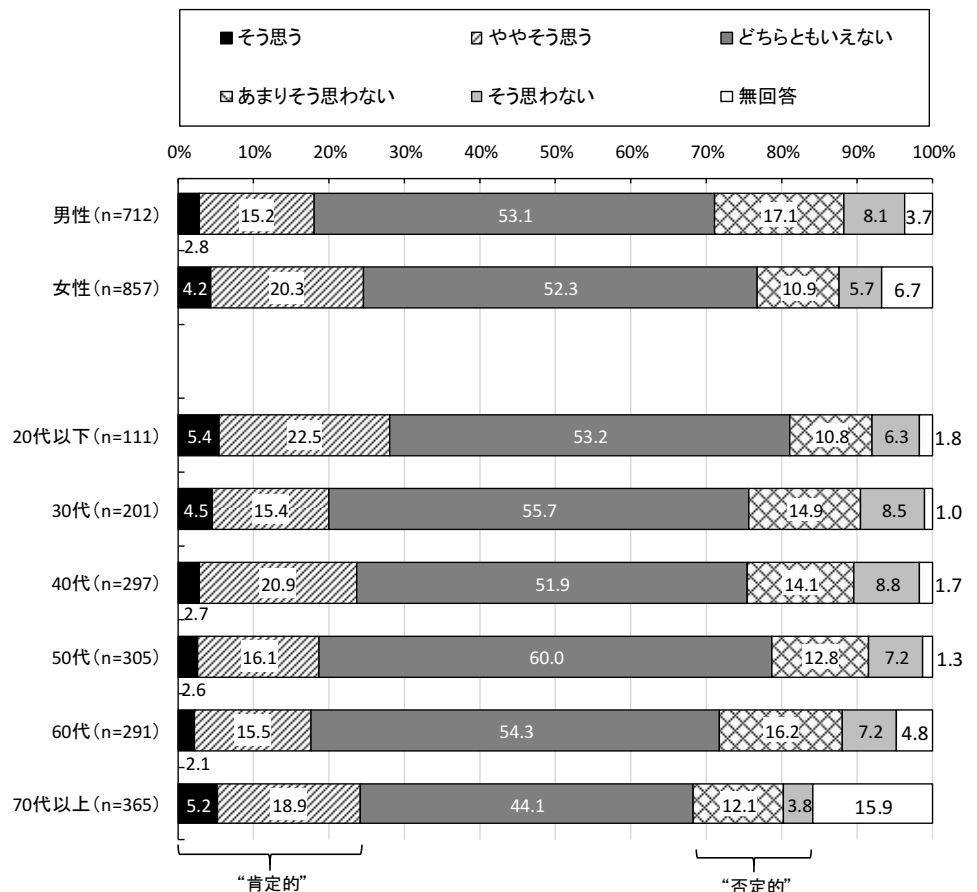 ■そう思う ややそう思う ■どちらともいえない
あまりそう思わない そう思わない □無回答
0% 10% 20% 30% 40% 50% 60% 70% 80% 90% 100%
男性(n=712) 15.2 53.1 17.1 8.1 3.7
2.8
女性(n=857) 4.2 20.3 52.3 10.9 5.7 6.7
20代以下(n=111) 5.4 22.5 53.2 10.8 6.3 1.8
30代(n=201) 4.5 15.4 55.7 14.9 8.5 1.0
40代(n=297) 20.9 51.9 14.1 8.8 1.7
2.7
50代(n=305) 16.1 60.0 12.8 7.2 1.3
2.6
60代(n=291) 15.5 54.3 16.2 7.2 4.8
2.1
70代以上(n=365) 5.2 18.9 44.1 12.1 3.8 15.9
“肯定的” “否定的”